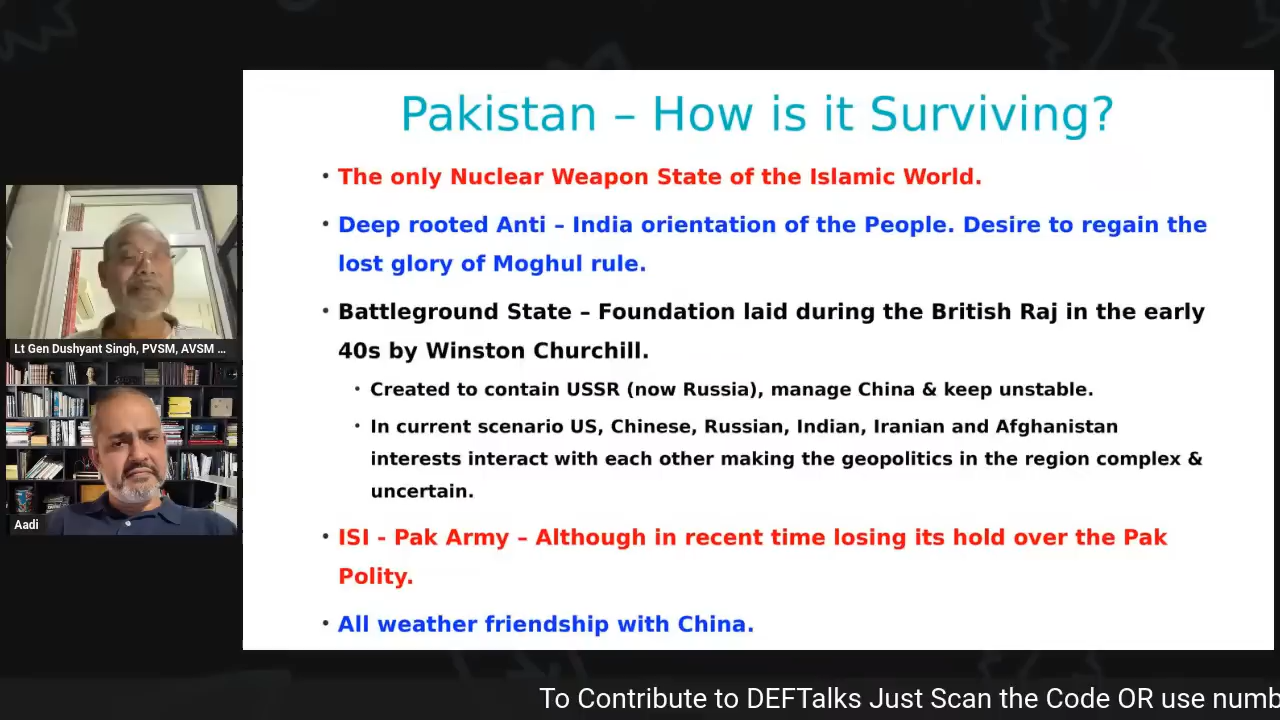 Pakistan – How is it Surviving?
• The only Nuclear Weapon State of the Islamic World.
• Deep rooted Anti – India orientation of the People. Desire to regain the
lost glory of Moghul rule.
• Battleground State – Foundation laid during the British Raj in the early
40s by Winston Churchill.
• Created to contain USSR (now Russia), manage China & keep unstable.
• In current scenario US, Chinese, Russian, Indian, Iranian and Afghanistan
interests interact with each other making the geopolitics in the region complex &
uncertain.
• ISI - Pak Army – Although in recent time losing its hold over the Pak
Polity.
• All weather friendship with China.
Lt Gen Dushyant Singh, PVSM, AVSM ...
Aadi
To Contribute to DEFTalks Just Scan the Code OR use numb